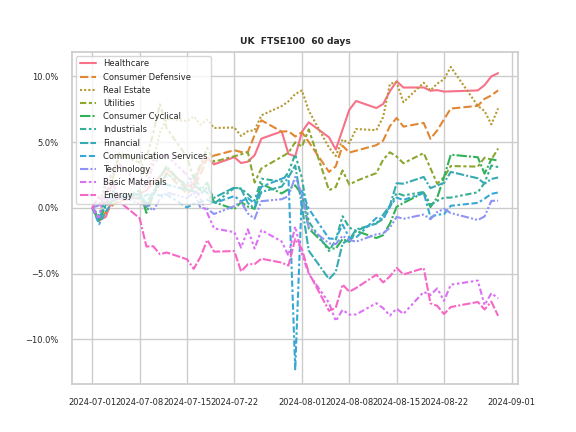 UK  FTSE100  60 days
Healthcare
Consumer Defensive
Real Estate
Utilities
Consumer Cyclical
Industrials
Financial
Communication Services
Technology
Basic Materials
Energy
10.0%
5.0%
0.0%
−5.0%
−10.0%
2024-07-01 2024-07-08 2024-07-15 2024-07-22 2024-08-01 2024-08-08 2024-08-15 2024-08-22 2024-09-01